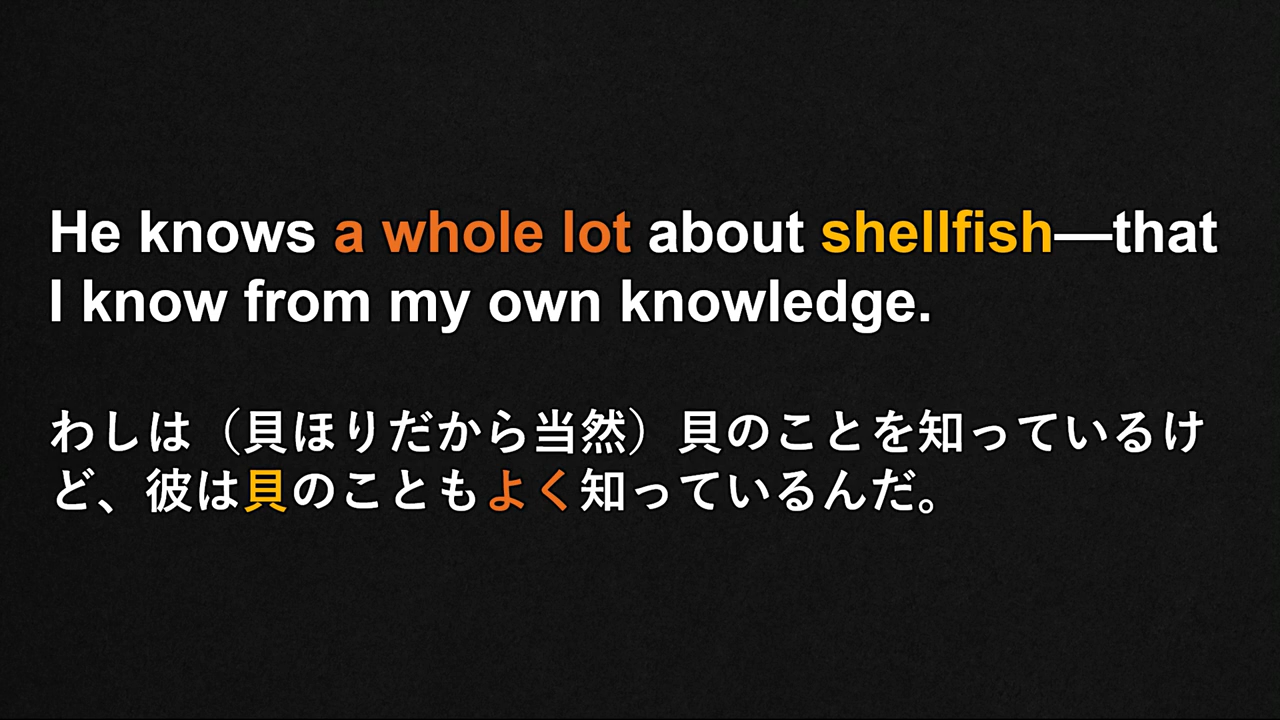 He knows a whole lot about shellfish—that
I know from my own knowledge.
わしは（貝ほりだから当然）貝のことを知っているけ
ど、彼は貝のこともよく知っているんだ。